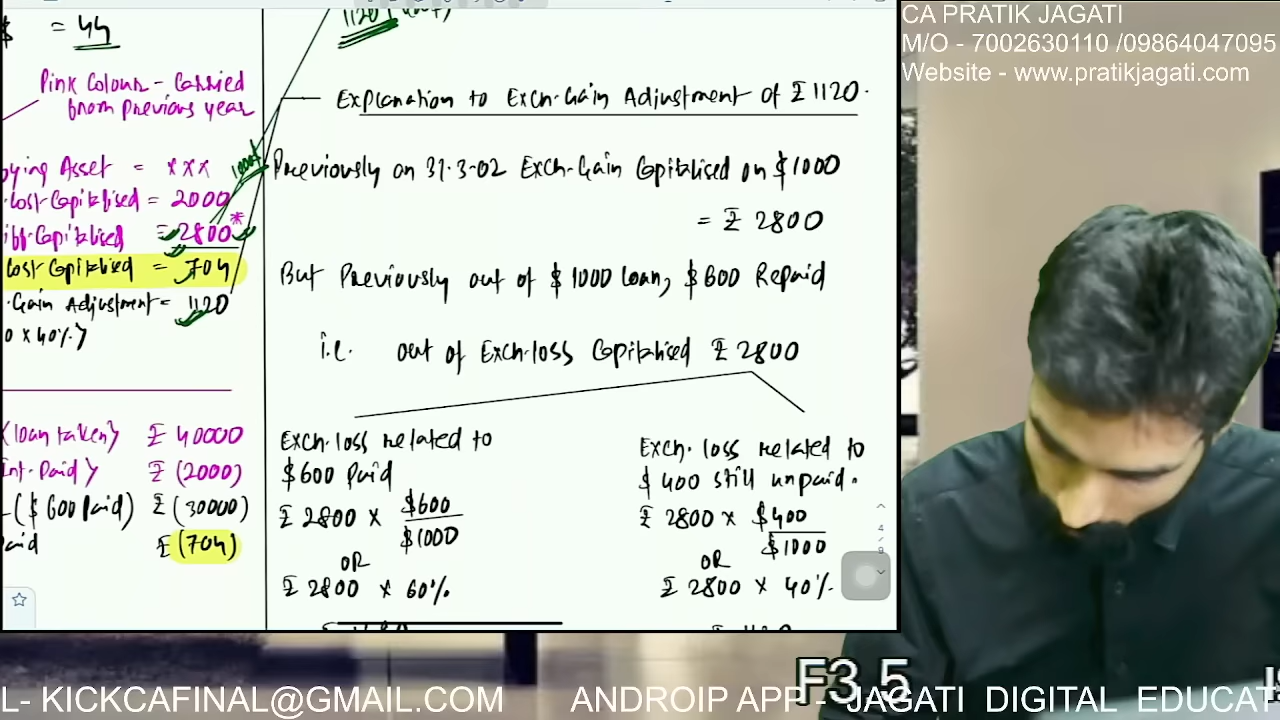 $ = 44
1120
Pink Colour - Carried
from Previous year
Asset = xxx
Cost Capitalised = 2000
Capitalised = 2800 *
Cost Capitalised = 704
Gain Adjustment = 1120
0 x 40%}
{loan taken} ₹ 40000
Int. Paid} ₹ (2000)
($ 600 paid) ₹ (30000)
₹ (704)
Explanation to Exch. Gain Adjustment of ₹ 1120.
Previously on 31.3.02 Exch. Gain Capitalised on $ 1000
= ₹ 2800
But Previously out of $ 1000 loan, $ 600 Repaid
i.e. out of Exch. loss Capitalised ₹ 2800
Exch. loss related to
$ 600 Paid
₹ 2800 x $600
$1000
OR
₹ 2800 x 60%
Exch. loss related to
$ 400 still unpaid.
₹ 2800 x $400
$1000
OR
₹ 2800 x 40%
4
9
CA PRATIK JAGATI
M/O - 7002630110 /09864047095
Website - www.pratikjagati.com
F3 5
L- KICKCAFINAL@GMAIL.COM ANDROIP APP - JAGATI DIGITAL EDUCAT